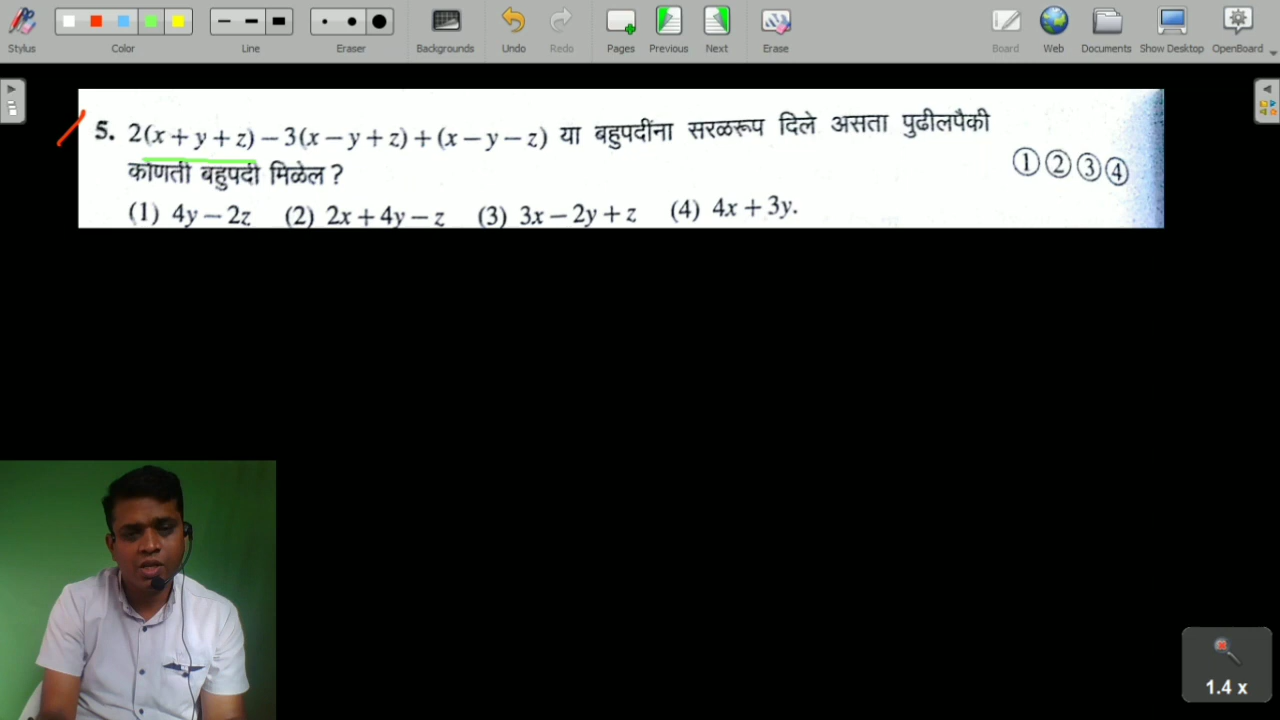 Stylus Color Line Eraser Backgrounds Undo Redo Pages Previous Next Erase Board Web Documents Show Desktop OpenBoard
5. 2(x + y + z) – 3(x – y + z) + (x – y – z) या बहुपदींना सरळरूप दिले असता पुढीलपैकी
कोणती बहुपदी मिळेल ? ① ② ③ ④
(1) 4y – 2z (2) 2x + 4y – z (3) 3x – 2y + z (4) 4x + 3y.
1.4 x